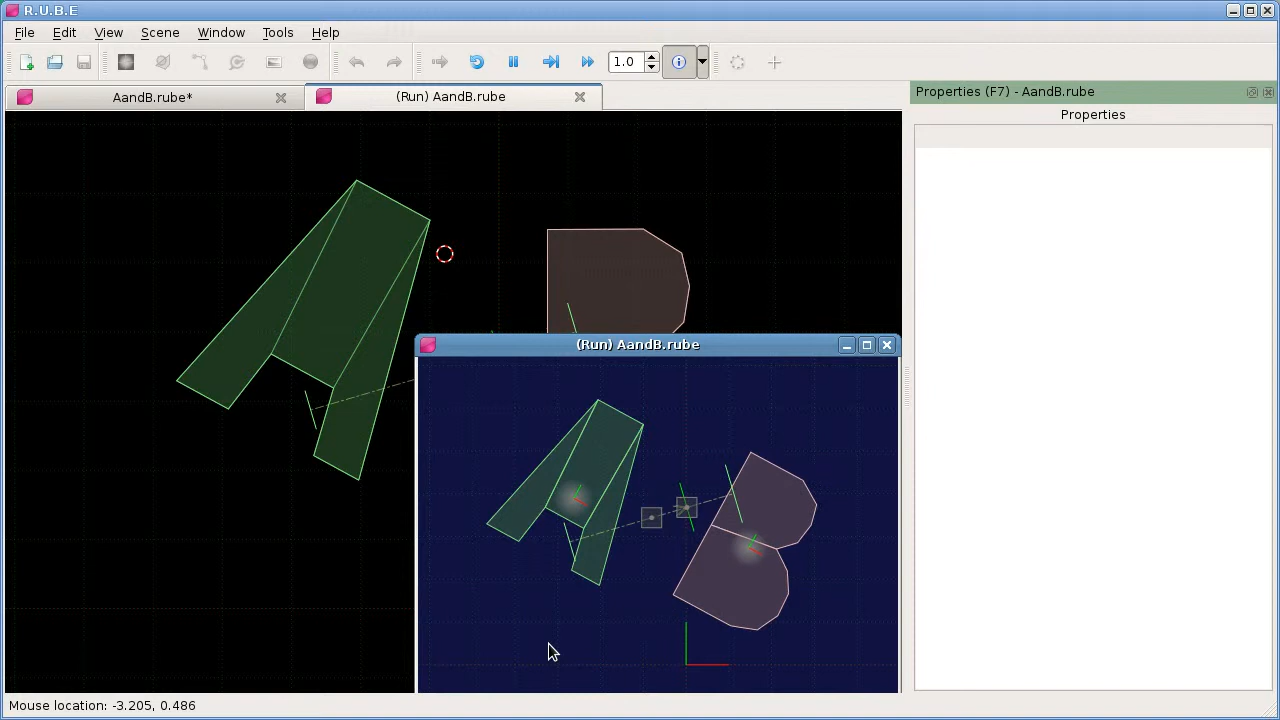 R.U.B.E
File Edit View Scene Window Tools Help
1.0
AandB.rube*
(Run) AandB.rube
Properties (F7) - AandB.rube
Properties
(Run) AandB.rube
Mouse location: -3.205, 0.486